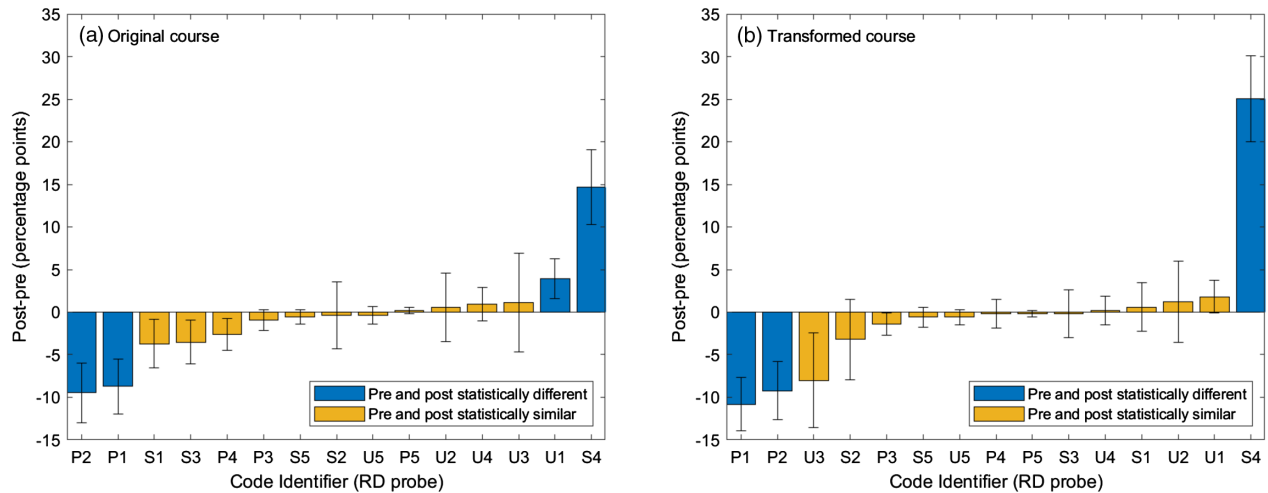 (a) Original course
35
30
25
20
15
10
5
0
-5
-10
-15
Post-pre (percentage points)
Pre and post statistically different
Pre and post statistically similar
P2 P1 S1 S3 P4 P3 S5 S2 U5 P5 U2 U4 U3 U1 S4
Code Identifier (RD probe)
(b) Transformed course
35
30
25
20
15
10
5
0
-5
-10
-15
Post-pre (percentage points)
Pre and post statistically different
Pre and post statistically similar
P1 P2 U3 S2 P3 S5 U5 P4 P5 S3 U4 S1 U2 U1 S4
Code Identifier (RD probe)